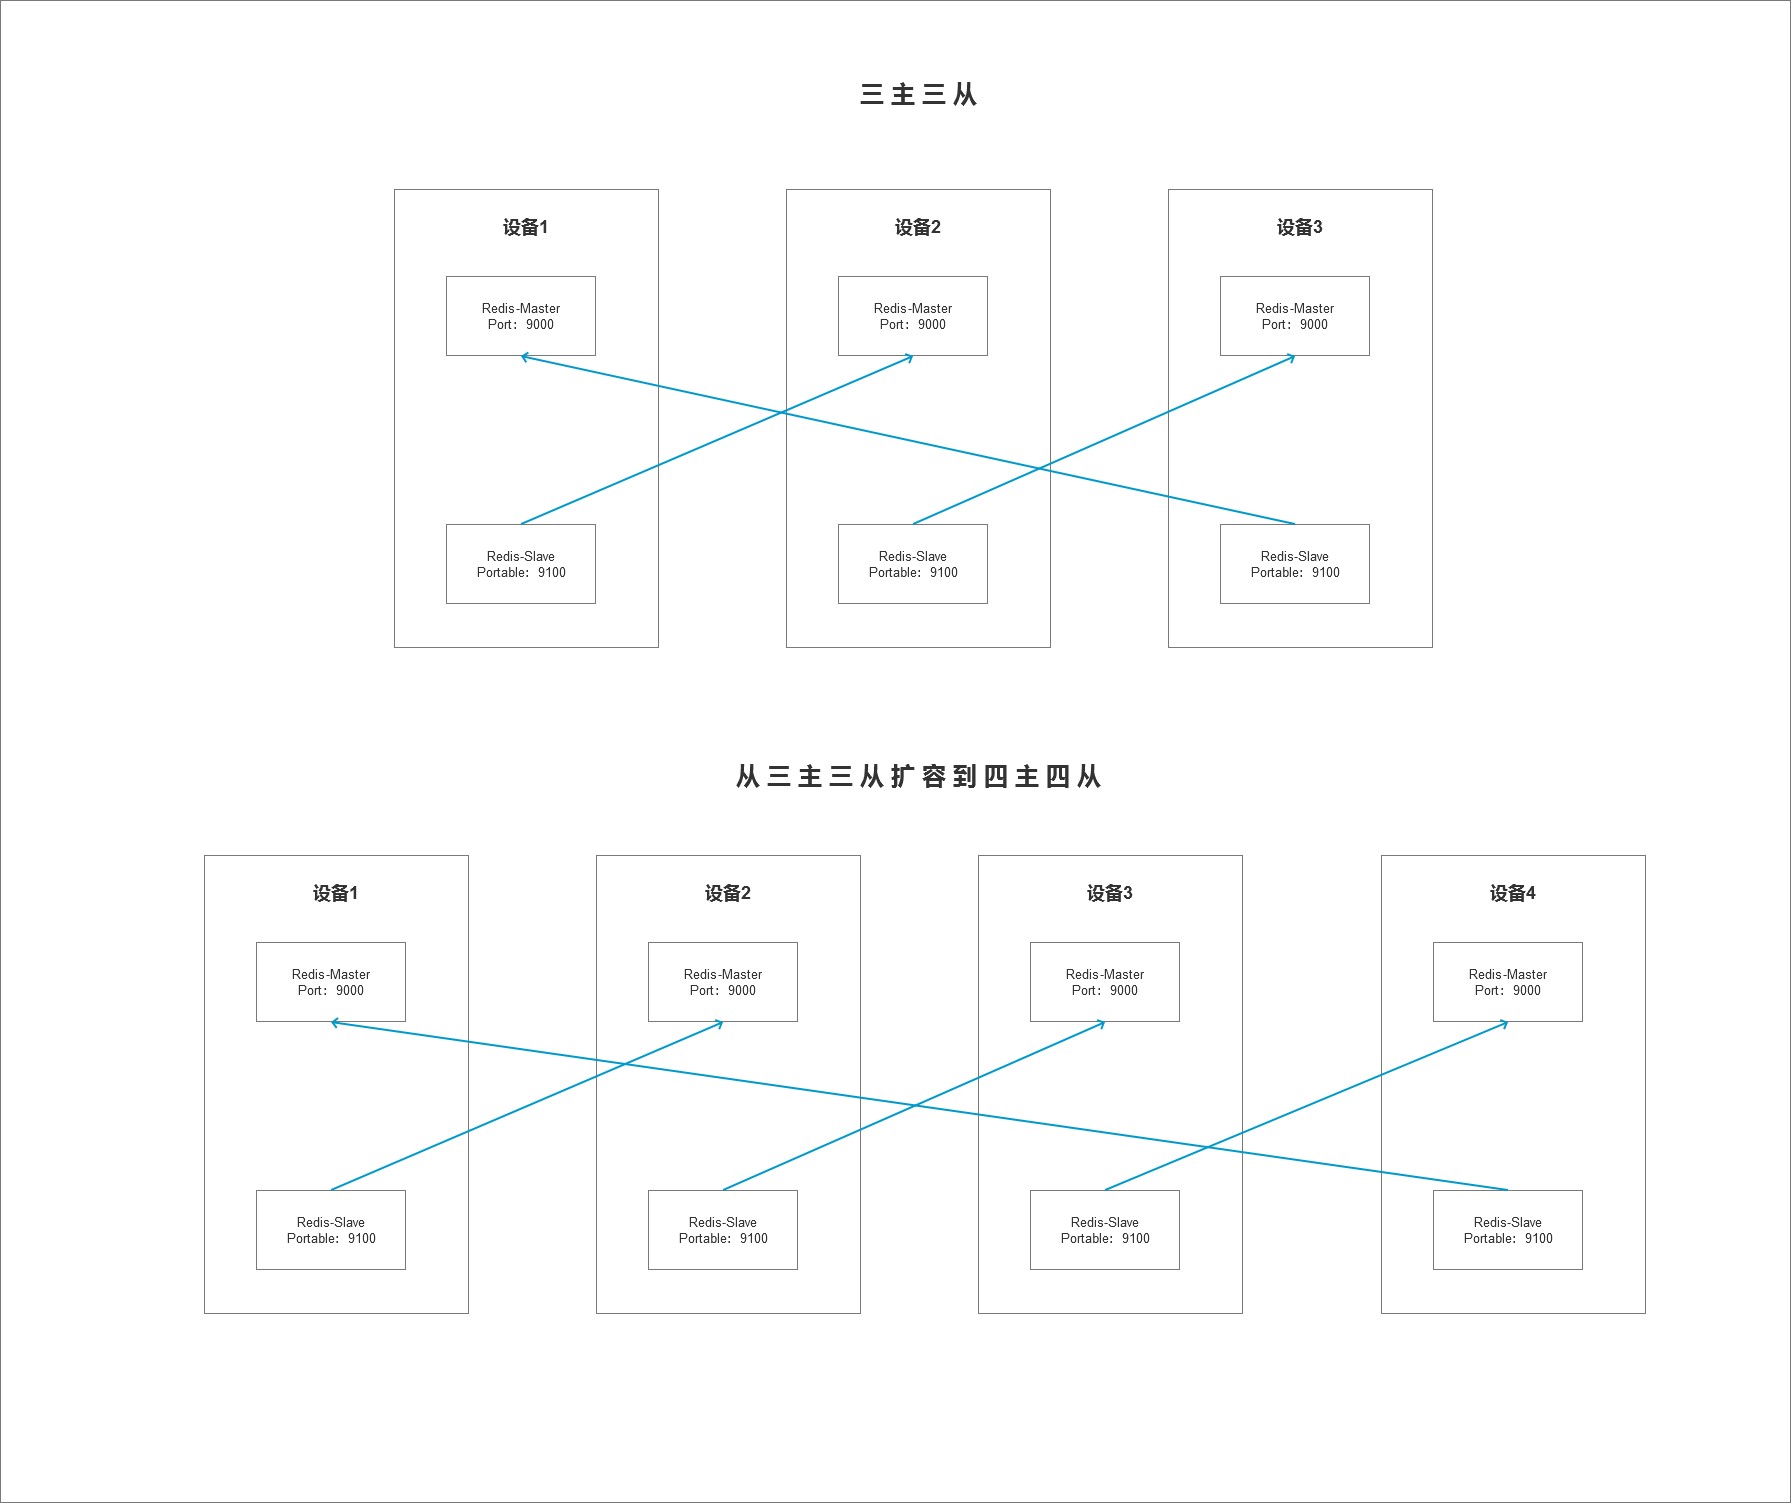 三主三从
设备1
设备2
设备3
Redis-Master
Port: 9000
Redis-Master
Port: 9000
Redis-Master
Port: 9000
Redis-Slave
Portable: 9100
Redis-Slave
Portable: 9100
Redis-Slave
Portable: 9100
从三主三从扩容到四主四从
设备1
设备2
设备3
设备4
Redis-Master
Port: 9000
Redis-Master
Port: 9000
Redis-Master
Port: 9000
Redis-Master
Port: 9000
Redis-Slave
Portable: 9100
Redis-Slave
Portable: 9100
Redis-Slave
Portable: 9100
Redis-Slave
Portable: 9100